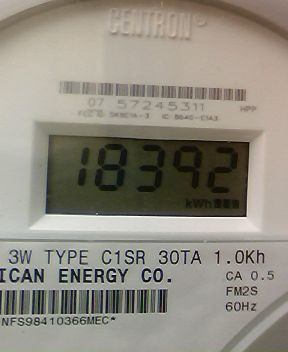 CENTRON®
07 57245311 HPP
18392
kWh
3W TYPE C1SR 30TA 1.0Kh
ICAN ENERGY CO. CA 0.5
FM2S
60Hz
NFS98410366MEC*